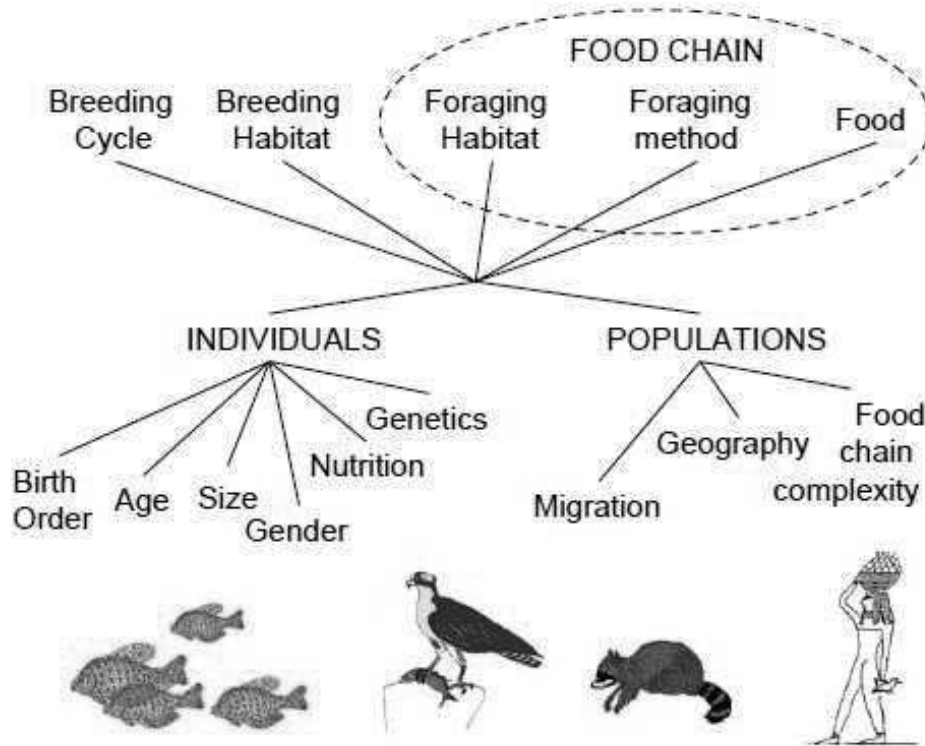 FOOD CHAIN
Breeding
Cycle
Breeding
Habitat
Foraging
Habitat
Foraging
method
Food
INDIVIDUALS
POPULATIONS
Birth
Order
Age
Size
Gender
Nutrition
Genetics
Migration
Geography
Food
chain
complexity